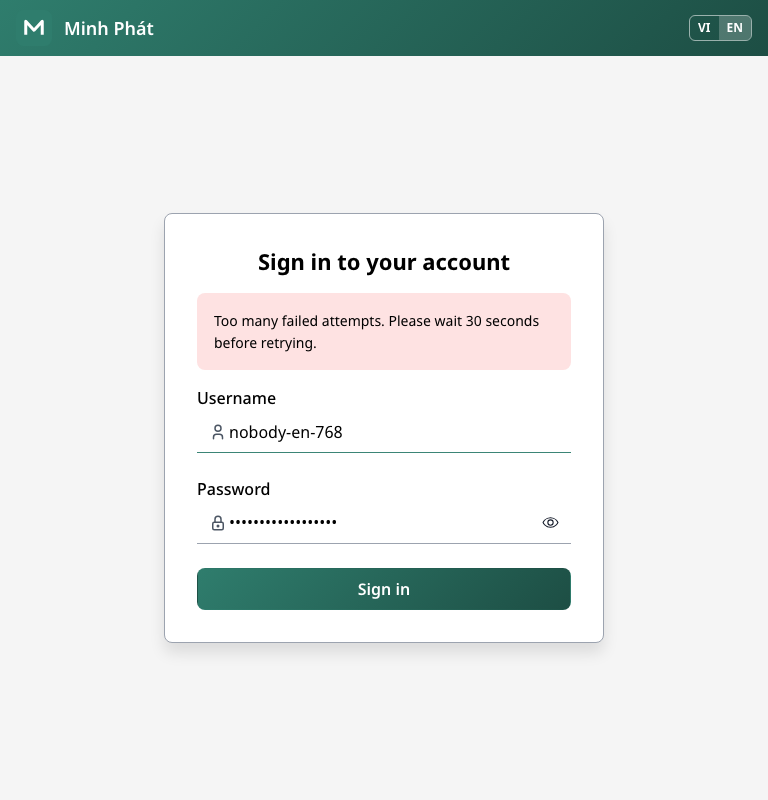 Minh Phát
VI EN
Sign in to your account
Too many failed attempts. Please wait 30 seconds
before retrying.
Username
nobody-en-768
Password
••••••••••••••••••
Sign in